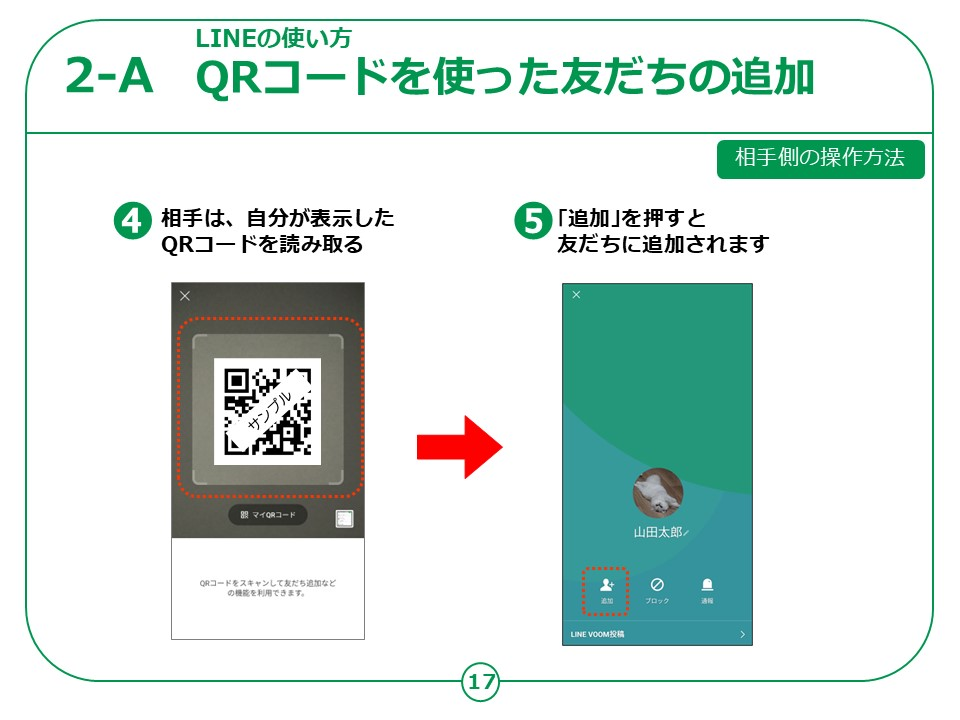 LINEの使い方
2-A QRコードを使った友だちの追加
相手側の操作方法
4 相手は、自分が表示した
QRコードを読み取る
サンプル
マイQRコード
QRコードをスキャンして友だち追加など
の機能を利用できます。
5 「追加」を押すと
友だちに追加されます
山田太郎
追加 ブロック 通報
LINE VOOM投稿
17